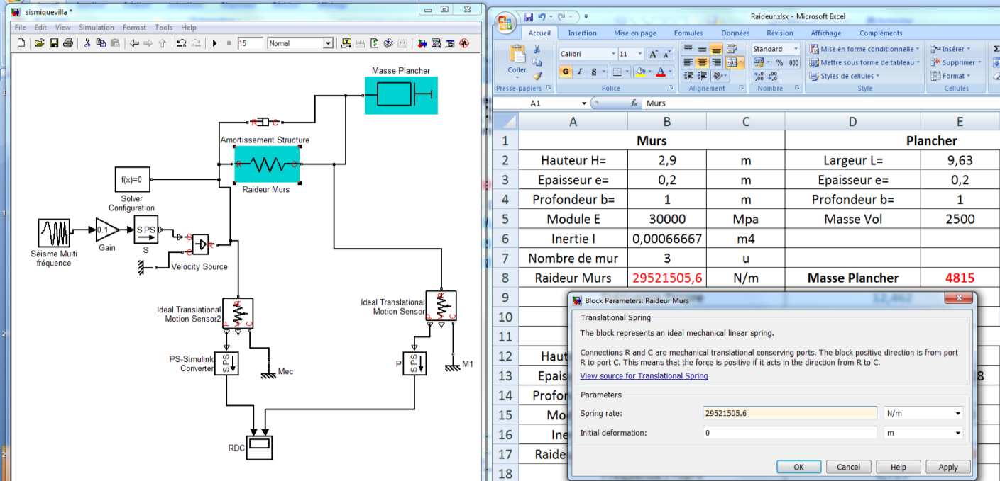 sismiquevilla *
File Edit View Simulation Format Tools Help
15 Normal
Masse Plancher
R C
Amortissement Structure
R C
Raideur Murs
f(x)=0
Solver
Configuration
Séisme Multi
fréquence
0.1
Gain
S PS
S
R
C
Velocity Source
Ideal Translational
Motion Sensor2
R
P V C
Ideal Translational
Motion Sensor
R
P V C
PS-Simulink
Converter
S PS
Mec
P
S PS
M1
RDC
Raideur.xlsx - Microsoft Excel
Accueil Insertion Mise en page Formules Données Révision Affichage Compléments
Coller
Presse-papiers
Calibri 11
G I S
Police
Alignement
Standard
% 000
Nombre
Mise en forme conditionnelle
Mettre sous forme de tableau
Styles de cellules
Style
Insérer
Supprimer
Format
Cellules
A1 fx Murs
A B C D E
1 Murs Plancher
2 Hauteur H= 2,9 m Largeur L= 9,63
3 Epaisseur e= 0,2 m Epaisseur e= 0,2
4 Profondeur b= 1 m Profondeur b= 1
5 Module E 30000 Mpa Masse Vol 2500
6 Inertie I 0,00066667 m4
7 Nombre de mur 3 u
8 Raideur Murs 29521505,6 N/m Masse Plancher 4815
9 12,462
10
11
12 Haut
13 Epais 8
14 Profor
15 Mo
16 Ine
17 Raide
18
Block Parameters: Raideur Murs
Translational Spring
The block represents an ideal mechanical linear spring.
Connections R and C are mechanical translational conserving ports. The block positive direction is from port
R to port C. This means that the force is positive if it acts in the direction from R to C.
View source for Translational Spring
Parameters
Spring rate: 29521505.6 N/m
Initial deformation: 0 m
OK Cancel Help Apply